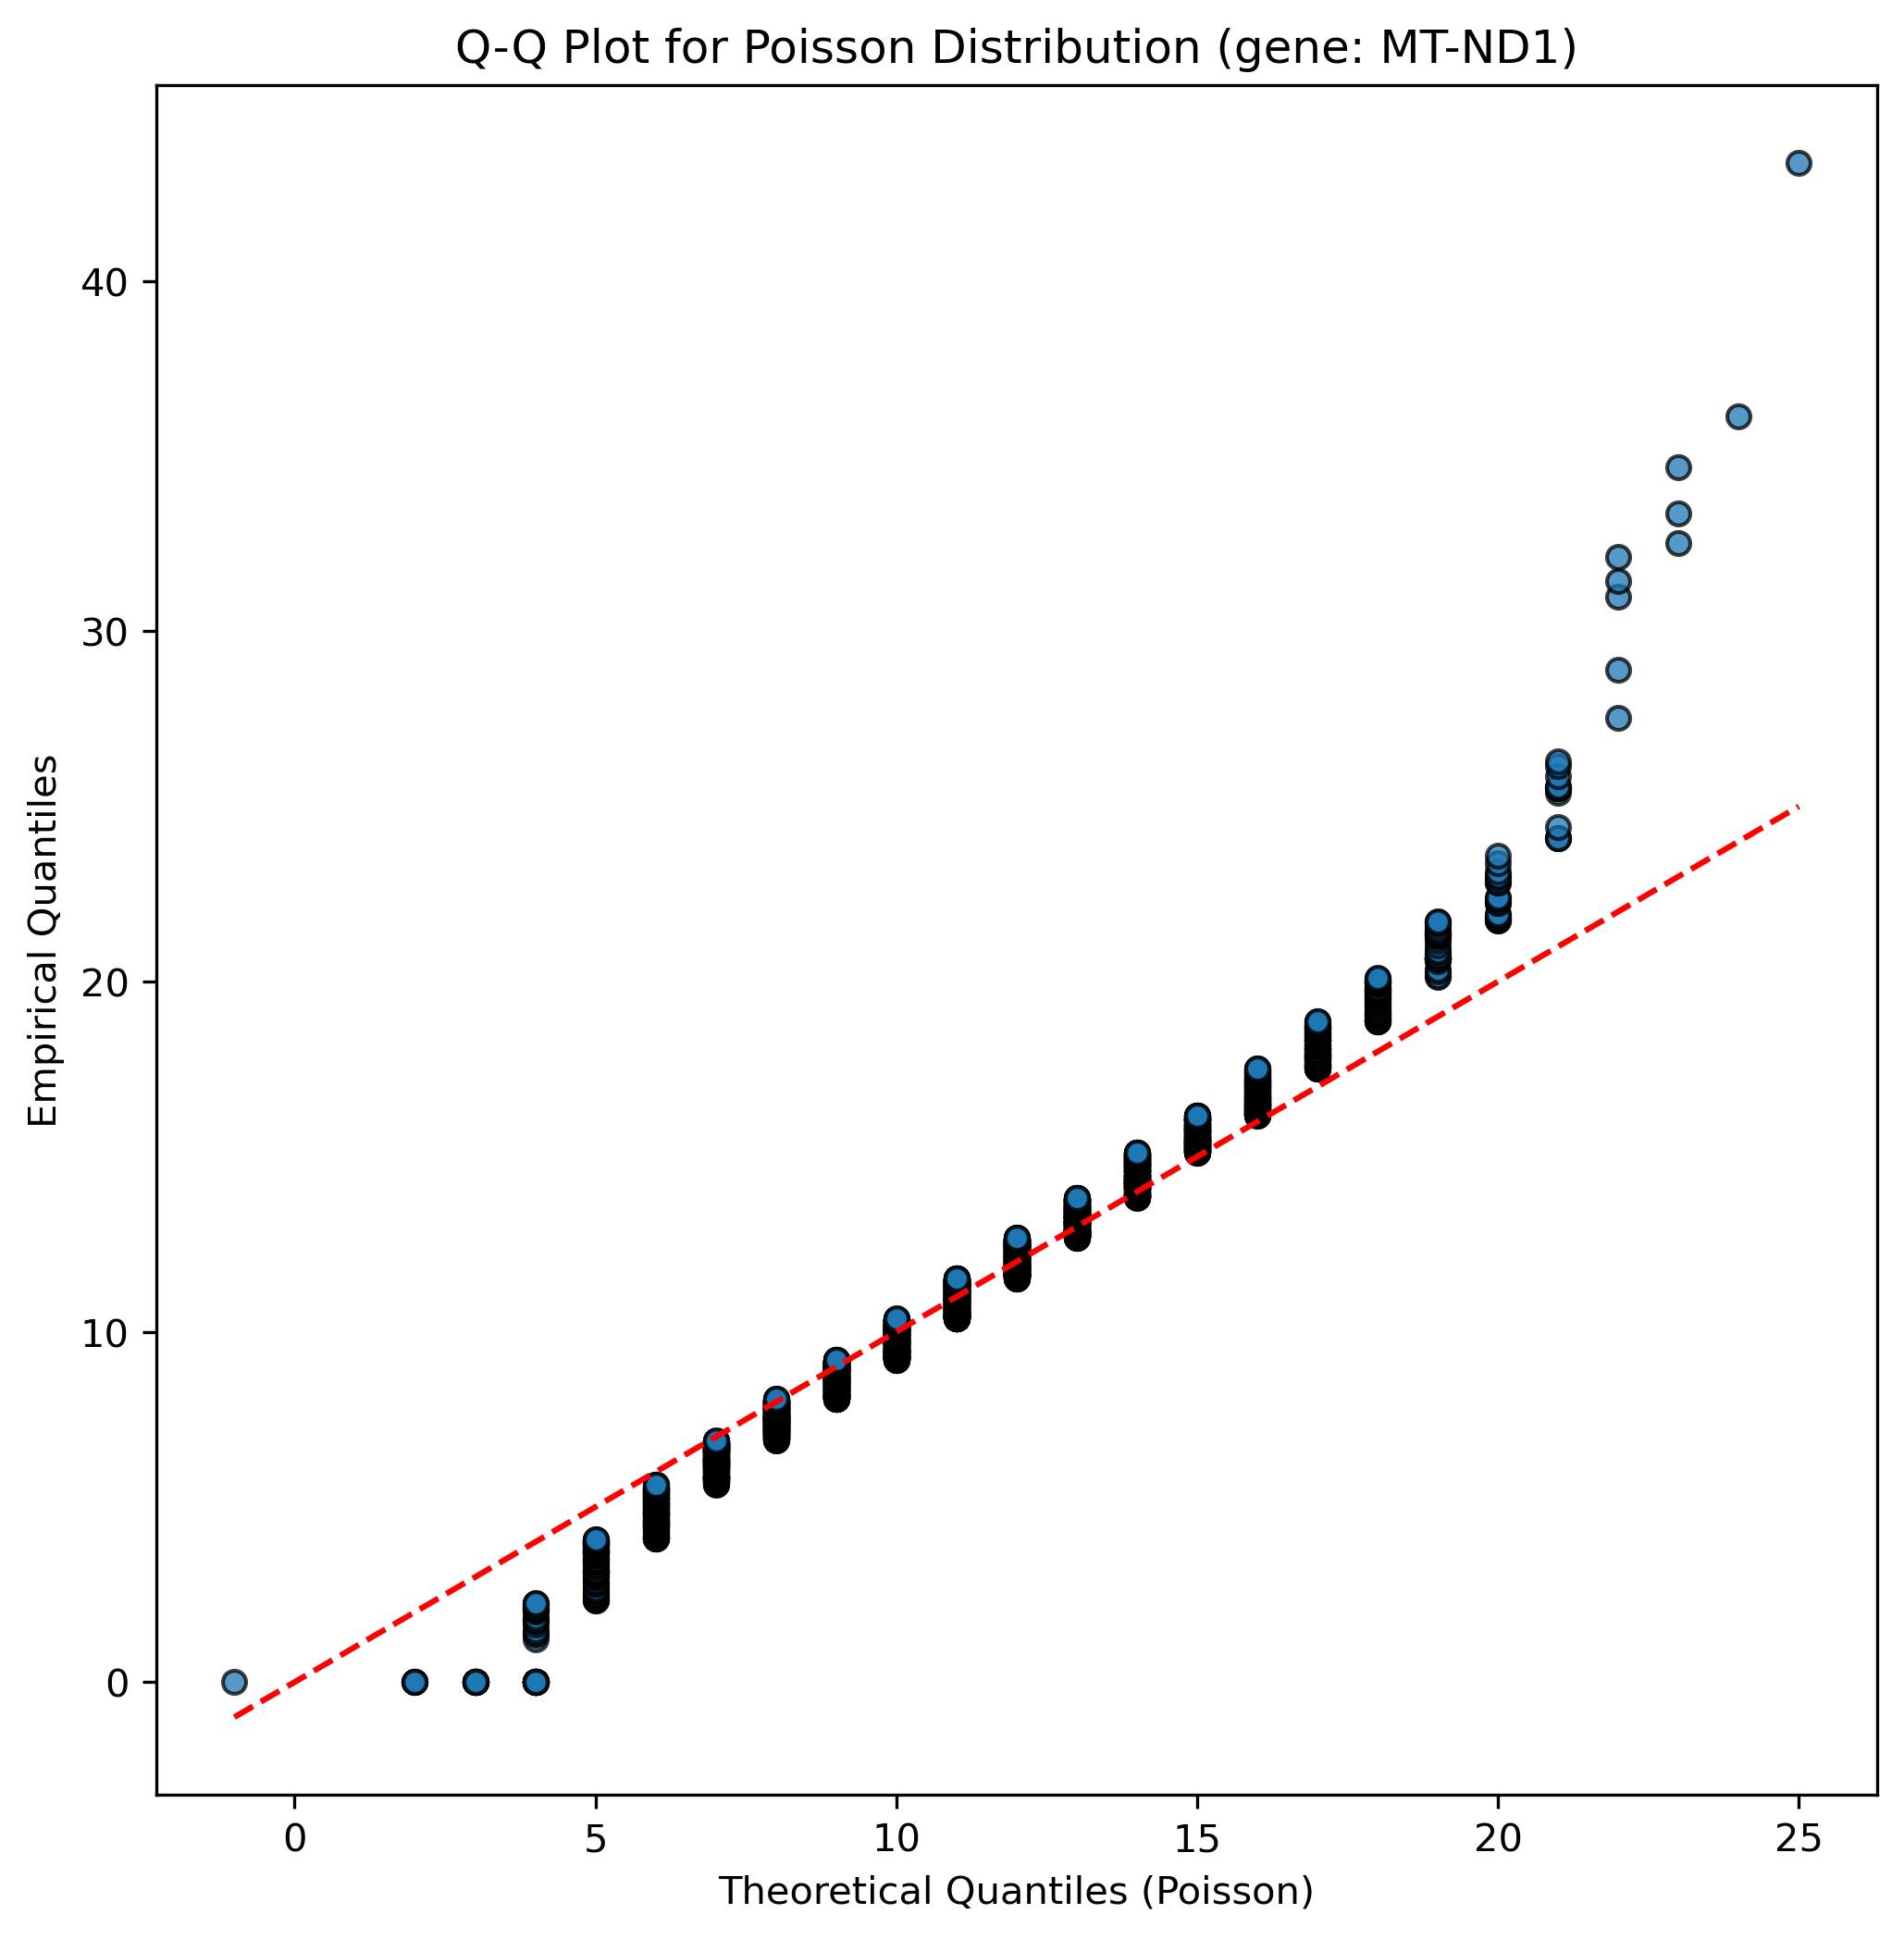 Q-Q Plot for Poisson Distribution (gene: MT-ND1)
Empirical Quantiles
40
30
20
10
0
0 5 10 15 20 25
Theoretical Quantiles (Poisson)